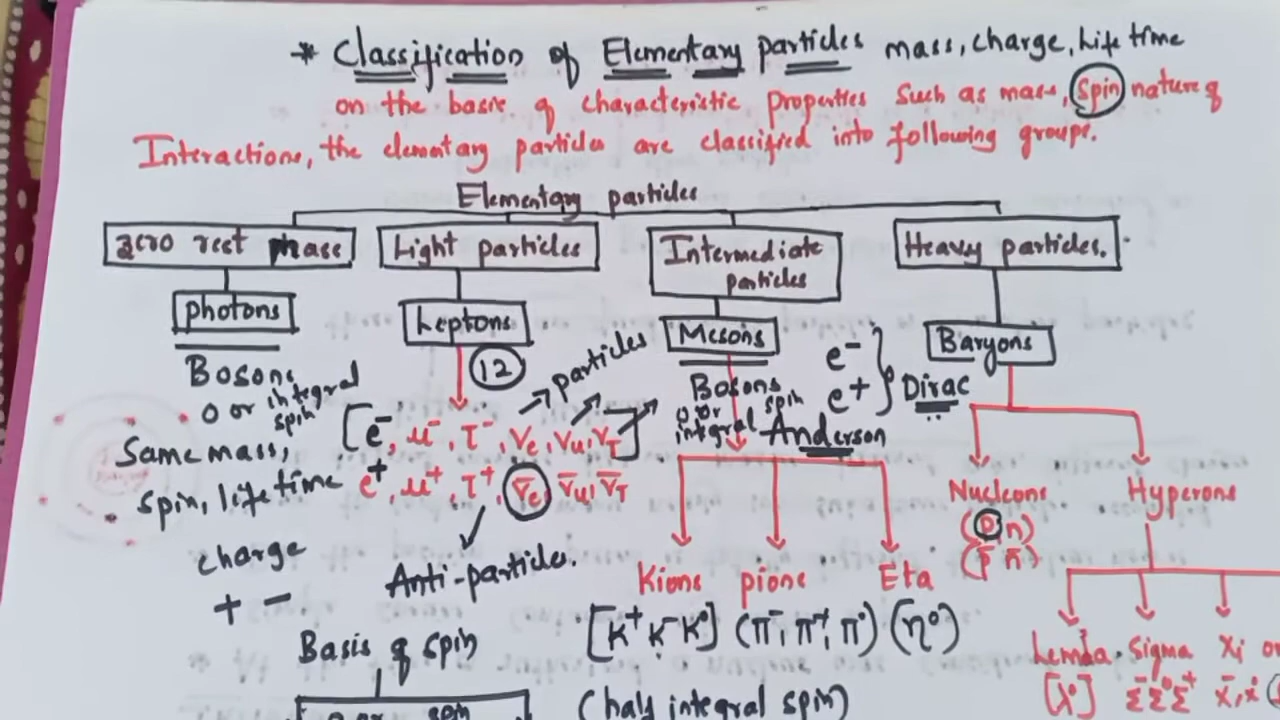 * Classification of Elementary particles mass, charge, Life time
on the basis of characteristic properties such as mass, spin nature of
Interactions, the elementary particles are classified into following groups.
Elementary particles
zero rest mass
Light particles
Intermediate particles
Heavy particles.
photons
Leptons
Mesons
Baryons
Bosons
0 or integral spin
12
particles
Bosons
0 or integral spin
e⁻
e⁺
Dirac
Anderson
[e⁻, μ⁻, τ⁻, νe, νμ, ντ]
e⁺, μ⁺, τ⁺, ν̄e, ν̄μ, ν̄τ
Same mass,
spin, life time
charge
+ −
Anti-particle.
Kions pions Eta
[K⁺ K⁻ K⁰] (π⁻, π⁺, π⁰) (η⁰)
Nucleons
(p n)
(p̄ n̄)
Hyperons
Lemda Sigma Xi or
[λ⁰] Σ⁻ Σ⁰ Σ⁺
Basis of spin
(half integral spin)